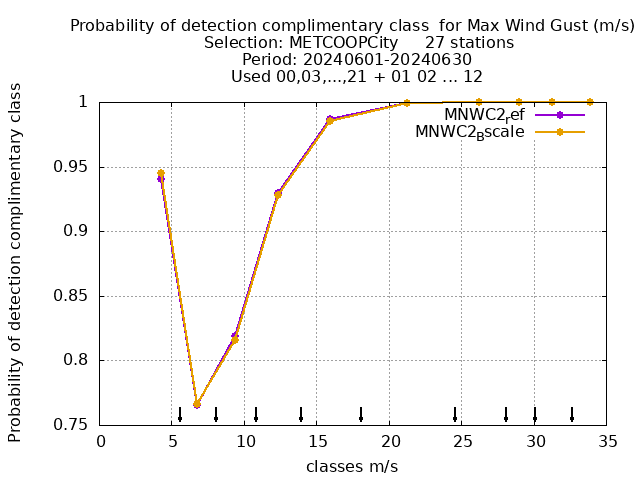 Probability of detection complimentary class  for Max Wind Gust (m/s)
Selection: METCOOPCity     27 stations
Period: 20240601-20240630
Used 00,03,...,21 + 01 02 ... 12
MNWC2ref
MNWC2Bscale
Probability of detection complimentary class
1
0.95
0.9
0.85
0.8
0.75
0 5 10 15 20 25 30 35
classes m/s